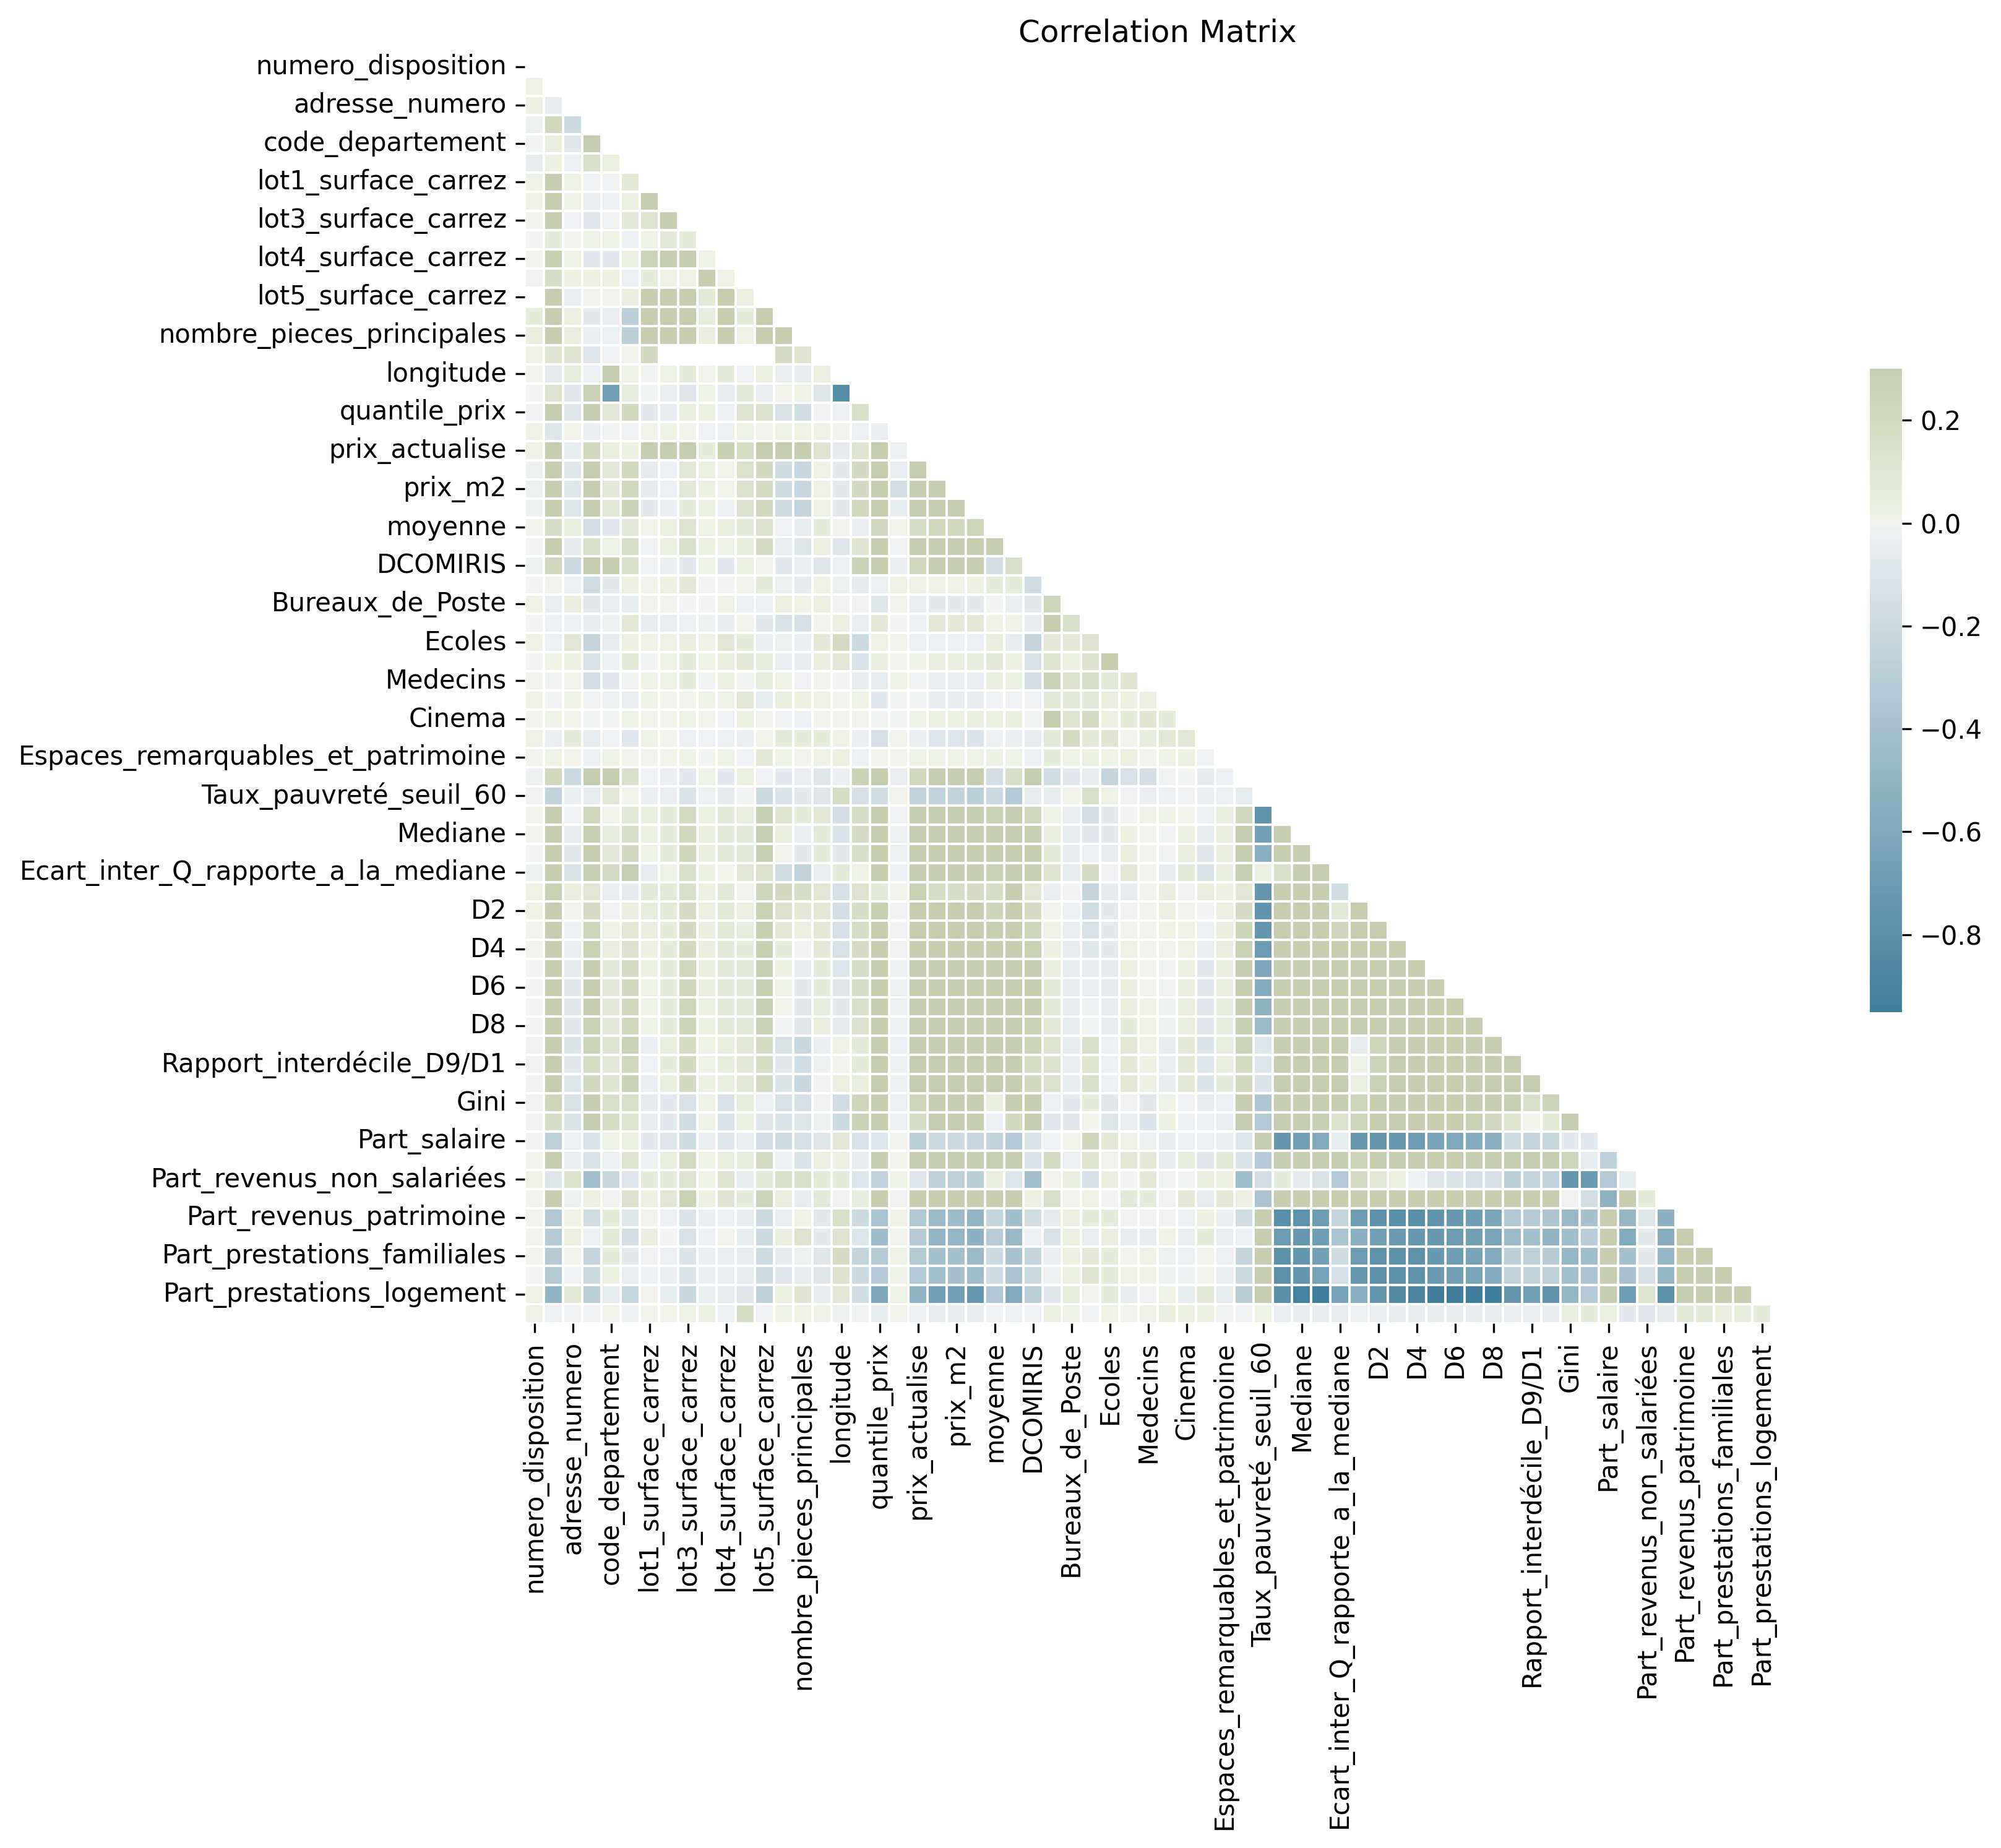 Correlation Matrix
numero_disposition
adresse_numero
code_departement
lot1_surface_carrez
lot3_surface_carrez
lot4_surface_carrez
lot5_surface_carrez
nombre_pieces_principales
longitude
quantile_prix
prix_actualise
prix_m2
moyenne
DCOMIRIS
Bureaux_de_Poste
Ecoles
Medecins
Cinema
Espaces_remarquables_et_patrimoine
Taux_pauvreté_seuil_60
Mediane
Ecart_inter_Q_rapporte_a_la_mediane
D2
D4
D6
D8
Rapport_interdécile_D9/D1
Gini
Part_salaire
Part_revenus_non_salariées
Part_revenus_patrimoine
Part_prestations_familiales
Part_prestations_logement
numero_disposition
adresse_numero
code_departement
lot1_surface_carrez
lot3_surface_carrez
lot4_surface_carrez
lot5_surface_carrez
nombre_pieces_principales
longitude
quantile_prix
prix_actualise
prix_m2
moyenne
DCOMIRIS
Bureaux_de_Poste
Ecoles
Medecins
Cinema
Espaces_remarquables_et_patrimoine
Taux_pauvreté_seuil_60
Mediane
Ecart_inter_Q_rapporte_a_la_mediane
D2
D4
D6
D8
Rapport_interdécile_D9/D1
Gini
Part_salaire
Part_revenus_non_salariées
Part_revenus_patrimoine
Part_prestations_familiales
Part_prestations_logement
0.2
0.0
−0.2
−0.4
−0.6
−0.8